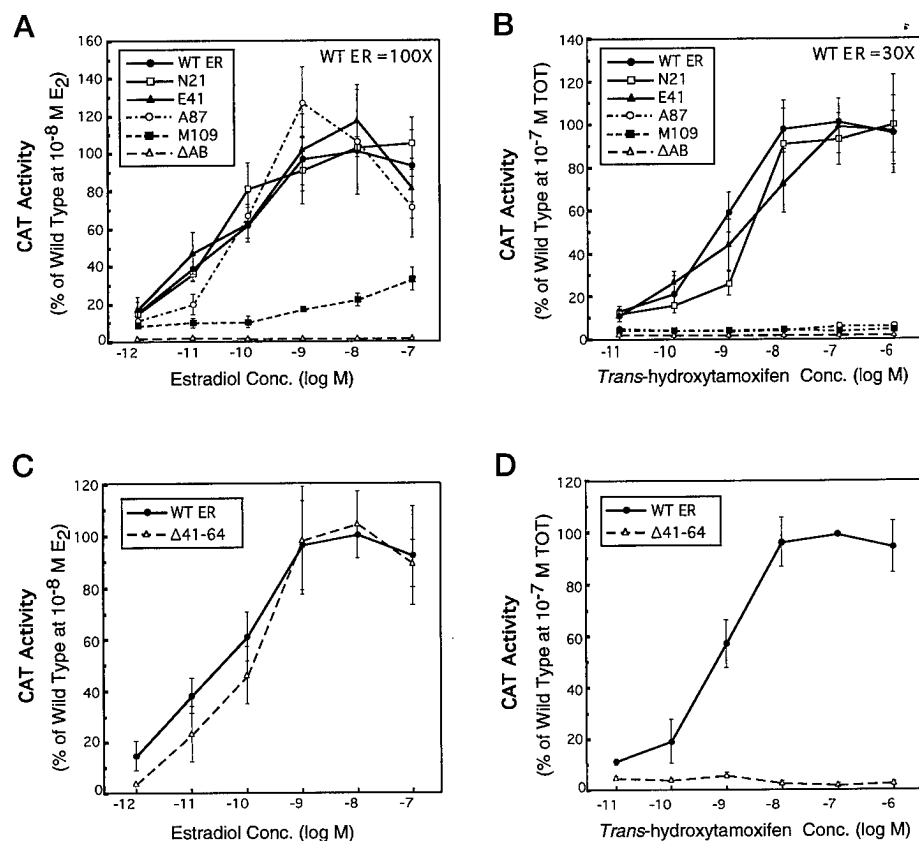 A
CAT Activity
(% of Wild Type at 10-8 M E2)
160
140
120
100
80
60
40
20
0
WT ER
N21
E41
A87
M109
ΔAB
WT ER =100X
-12
-11
-10
-9
-8
-7
Estradiol Conc. (log M)
B
CAT Activity
(% of Wild Type at 10-7 M TOT)
140
120
100
80
60
40
20
0
WT ER
N21
E41
A87
M109
ΔAB
WT ER =30X
-11
-10
-9
-8
-7
-6
Trans-hydroxytamoxifen Conc. (log M)
C
CAT Activity
(% of Wild Type at 10-8 M E2)
120
100
80
60
40
20
0
WT ER
Δ41-64
-12
-11
-10
-9
-8
-7
Estradiol Conc. (log M)
D
CAT Activity
(% of Wild Type at 10-7 M TOT)
120
100
80
60
40
20
0
WT ER
Δ41-64
-11
-10
-9
-8
-7
-6
Trans-hydroxytamoxifen Conc. (log M)